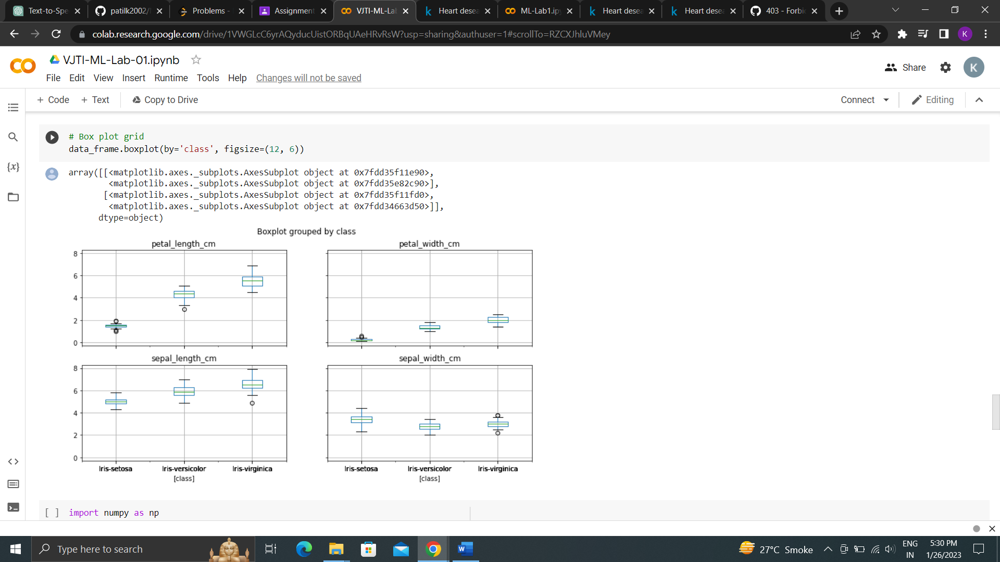 Text-to-Spe
patilk2002/
Problems -
Assignment
VJTI-ML-La
Heart desea
ML-Lab1.ipy
Heart desea
Heart desea
403 - Forbi
colab.research.google.com/drive/1VWGLcC6yrAQyducUistORBqUAeHRvRsW?usp=sharing&authuser=1#scrollTo=RZCXJhluVMey
K
VJTI-ML-Lab-01.ipynb
Share
K
File Edit View Insert Runtime Tools Help Changes will not be saved
+ Code + Text Copy to Drive
Connect
Editing
{x}
# Box plot grid
data_frame.boxplot(by='class', figsize=(12, 6))
array([[<matplotlib.axes._subplots.AxesSubplot object at 0x7fdd35f11e90>,
<matplotlib.axes._subplots.AxesSubplot object at 0x7fdd35e82c90>],
[<matplotlib.axes._subplots.AxesSubplot object at 0x7fdd35f11fd0>,
<matplotlib.axes._subplots.AxesSubplot object at 0x7fdd34663d50>]],
dtype=object)
Boxplot grouped by class
petal_length_cm
petal_width_cm
8
6
4
2
0
sepal_length_cm
sepal_width_cm
8
6
4
2
0
Iris-setosa Iris-versicolor Iris-virginica
Iris-setosa Iris-versicolor Iris-virginica
[class]
[class]
[ ] import numpy as np
Type here to search
W
27°C Smoke
ENG
IN
5:30 PM
1/26/2023